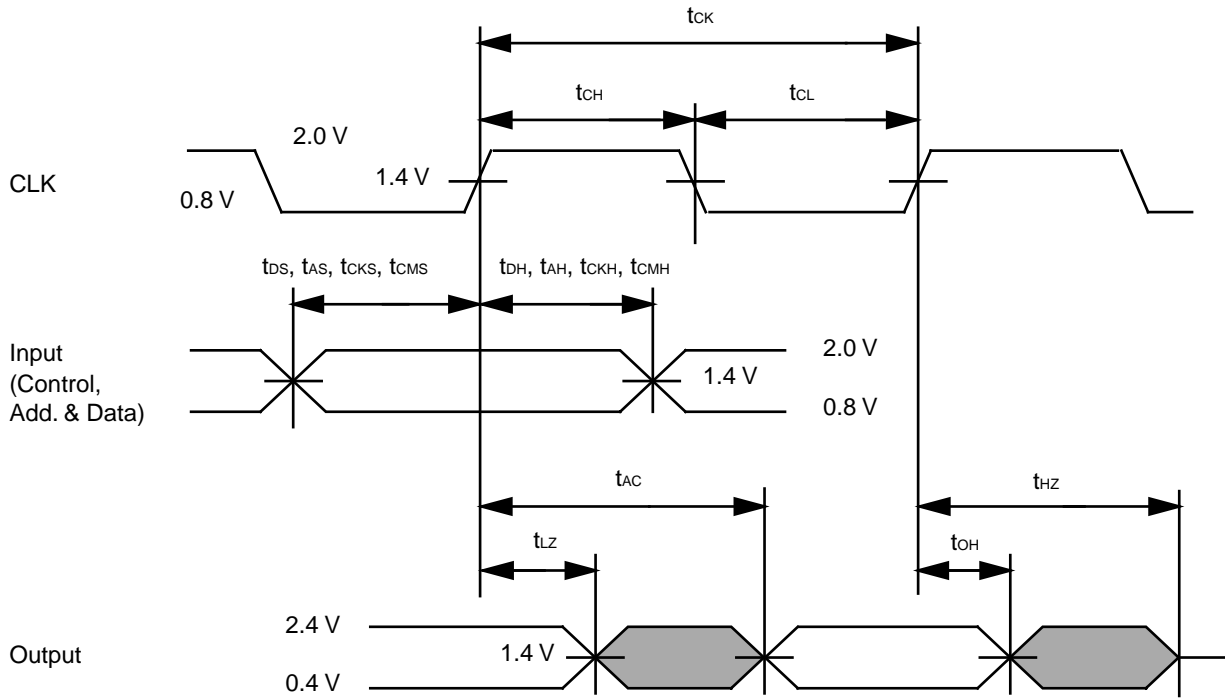 tCK
tCH
tCL
2.0 V
CLK
1.4 V
0.8 V
tDS, tAS, tCKS, tCMS
tDH, tAH, tCKH, tCMH
Input
(Control,
Add. & Data)
2.0 V
1.4 V
0.8 V
tAC
tHZ
tLZ
tOH
2.4 V
Output
1.4 V
0.4 V